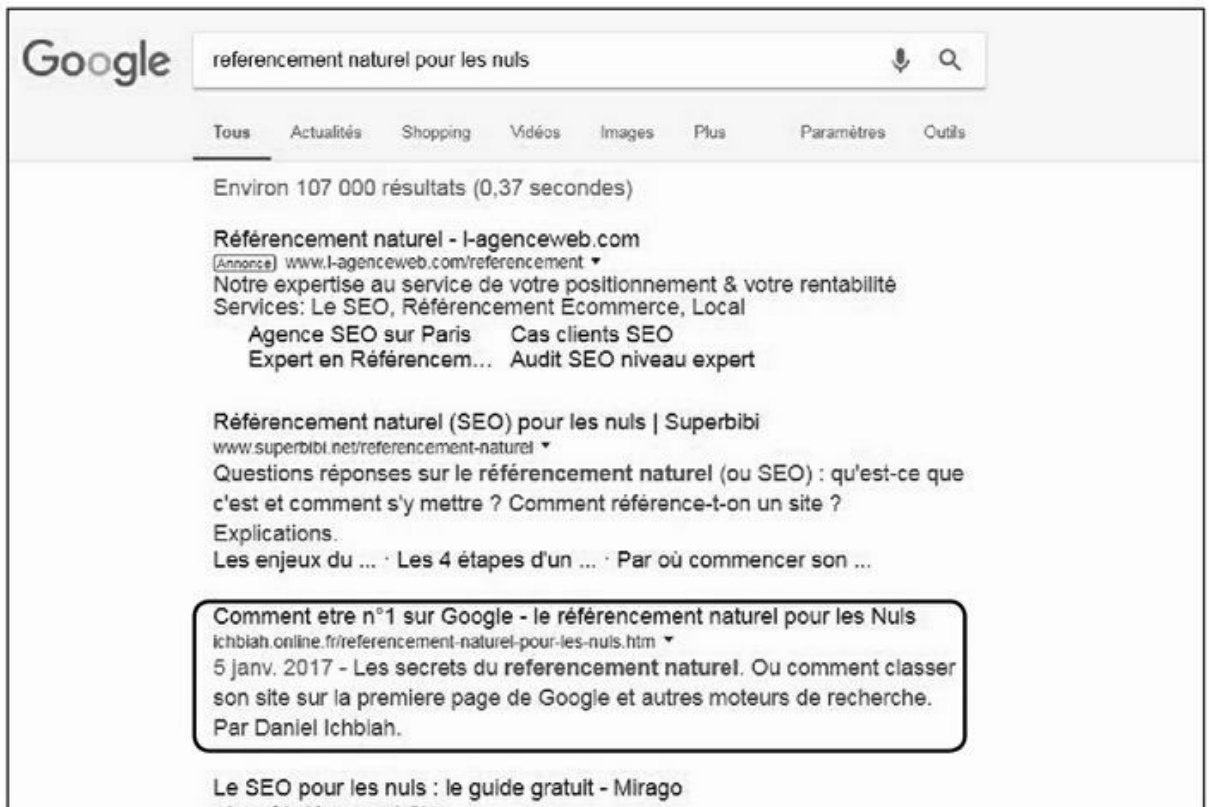 Google referencement naturel pour les nuls
Tous Actualités Shopping Vidéos Images Plus Paramètres Outils
Environ 107 000 résultats (0,37 secondes)
Référencement naturel - l-agenceweb.com
Annonce www.l-agenceweb.com/referencement
Notre expertise au service de votre positionnement & votre rentabilité
Services: Le SEO, Référencement Ecommerce, Local
Agence SEO sur Paris Cas clients SEO
Expert en Référencem... Audit SEO niveau expert
Référencement naturel (SEO) pour les nuls | Superbibi
www.superbibi.net/referencement-naturel
Questions réponses sur le référencement naturel (ou SEO) : qu'est-ce que
c'est et comment s'y mettre ? Comment référence-t-on un site ?
Explications.
Les enjeux du ... · Les 4 étapes d'un ... · Par où commencer son ...
Comment etre n°1 sur Google - le référencement naturel pour les Nuls
ichbiah.online.fr/referencement-naturel-pour-les-nuls.htm
5 janv. 2017 - Les secrets du referencement naturel. Ou comment classer
son site sur la premiere page de Google et autres moteurs de recherche.
Par Daniel Ichbiah.
Le SEO pour les nuls : le guide gratuit - Mirago